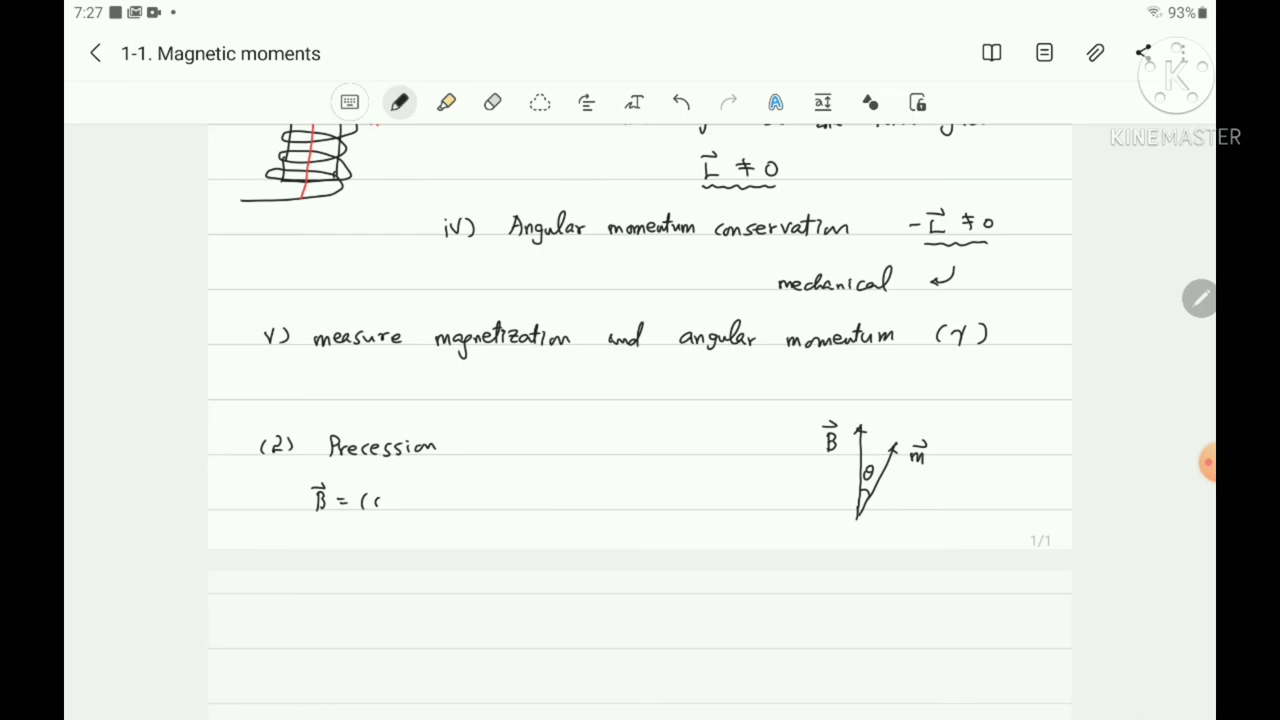 7:27 93%
1-1. Magnetic moments
KINEMASTER
L⃗ ≠ 0
iv) Angular momentum conservation -L⃗ ≠ 0
mechanical ↲
v) measure magnetization and angular momentum (γ)
(2) Precession
B⃗ θ m⃗
B⃗ = (0
1/1